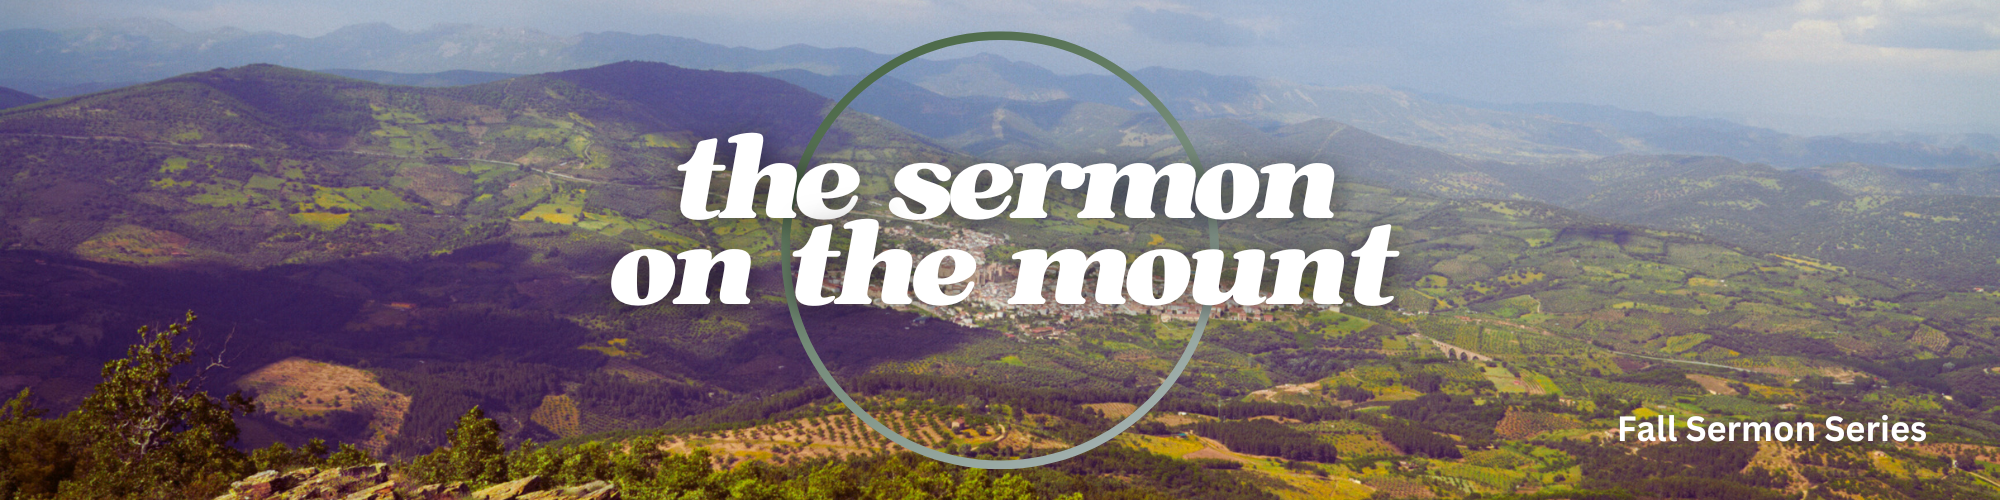 the sermon
on the mount
Fall Sermon Series